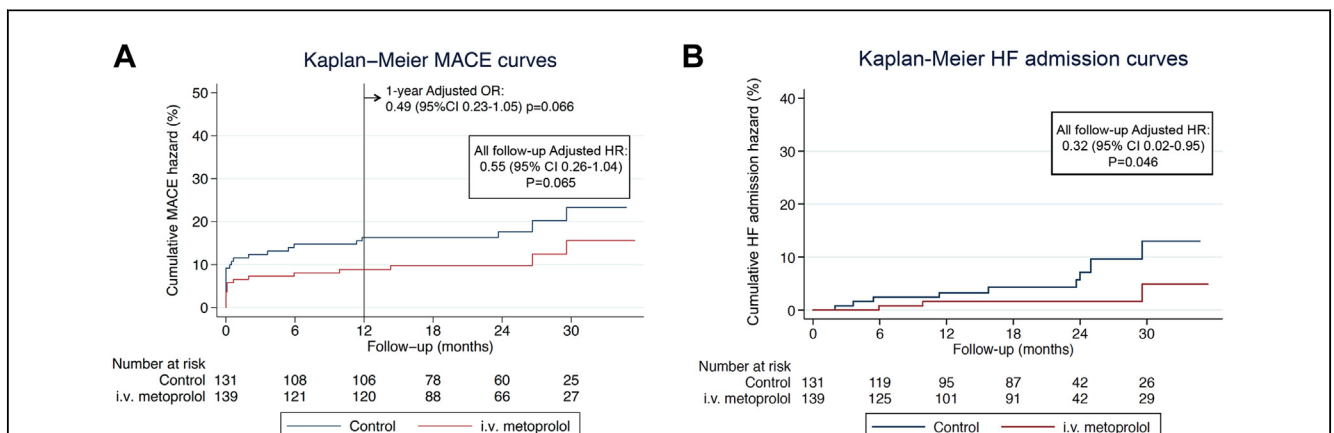 A
Kaplan–Meier MACE curves
Cumulative MACE hazard (%)
50
40
30
20
10
0
1-year Adjusted OR:
0.49 (95%CI 0.23-1.05) p=0.066
All follow-up Adjusted HR:
0.55 (95% CI 0.26-1.04)
P=0.065
0 6 12 18 24 30
Follow–up (months)
Number at risk
Control 131 108 106 78 60 25
i.v. metoprolol 139 121 120 88 66 27
Control i.v. metoprolol
B
Kaplan-Meier HF admission curves
Cumulative HF admission hazard (%)
40
30
20
10
0
All follow-up Adjusted HR:
0.32 (95% CI 0.02-0.95)
P=0.046
0 6 12 18 24 30
Follow-up (months)
Number at risk
Control 131 119 95 87 42 26
i.v. metoprolol 139 125 101 91 42 29
Control i.v. metoprolol